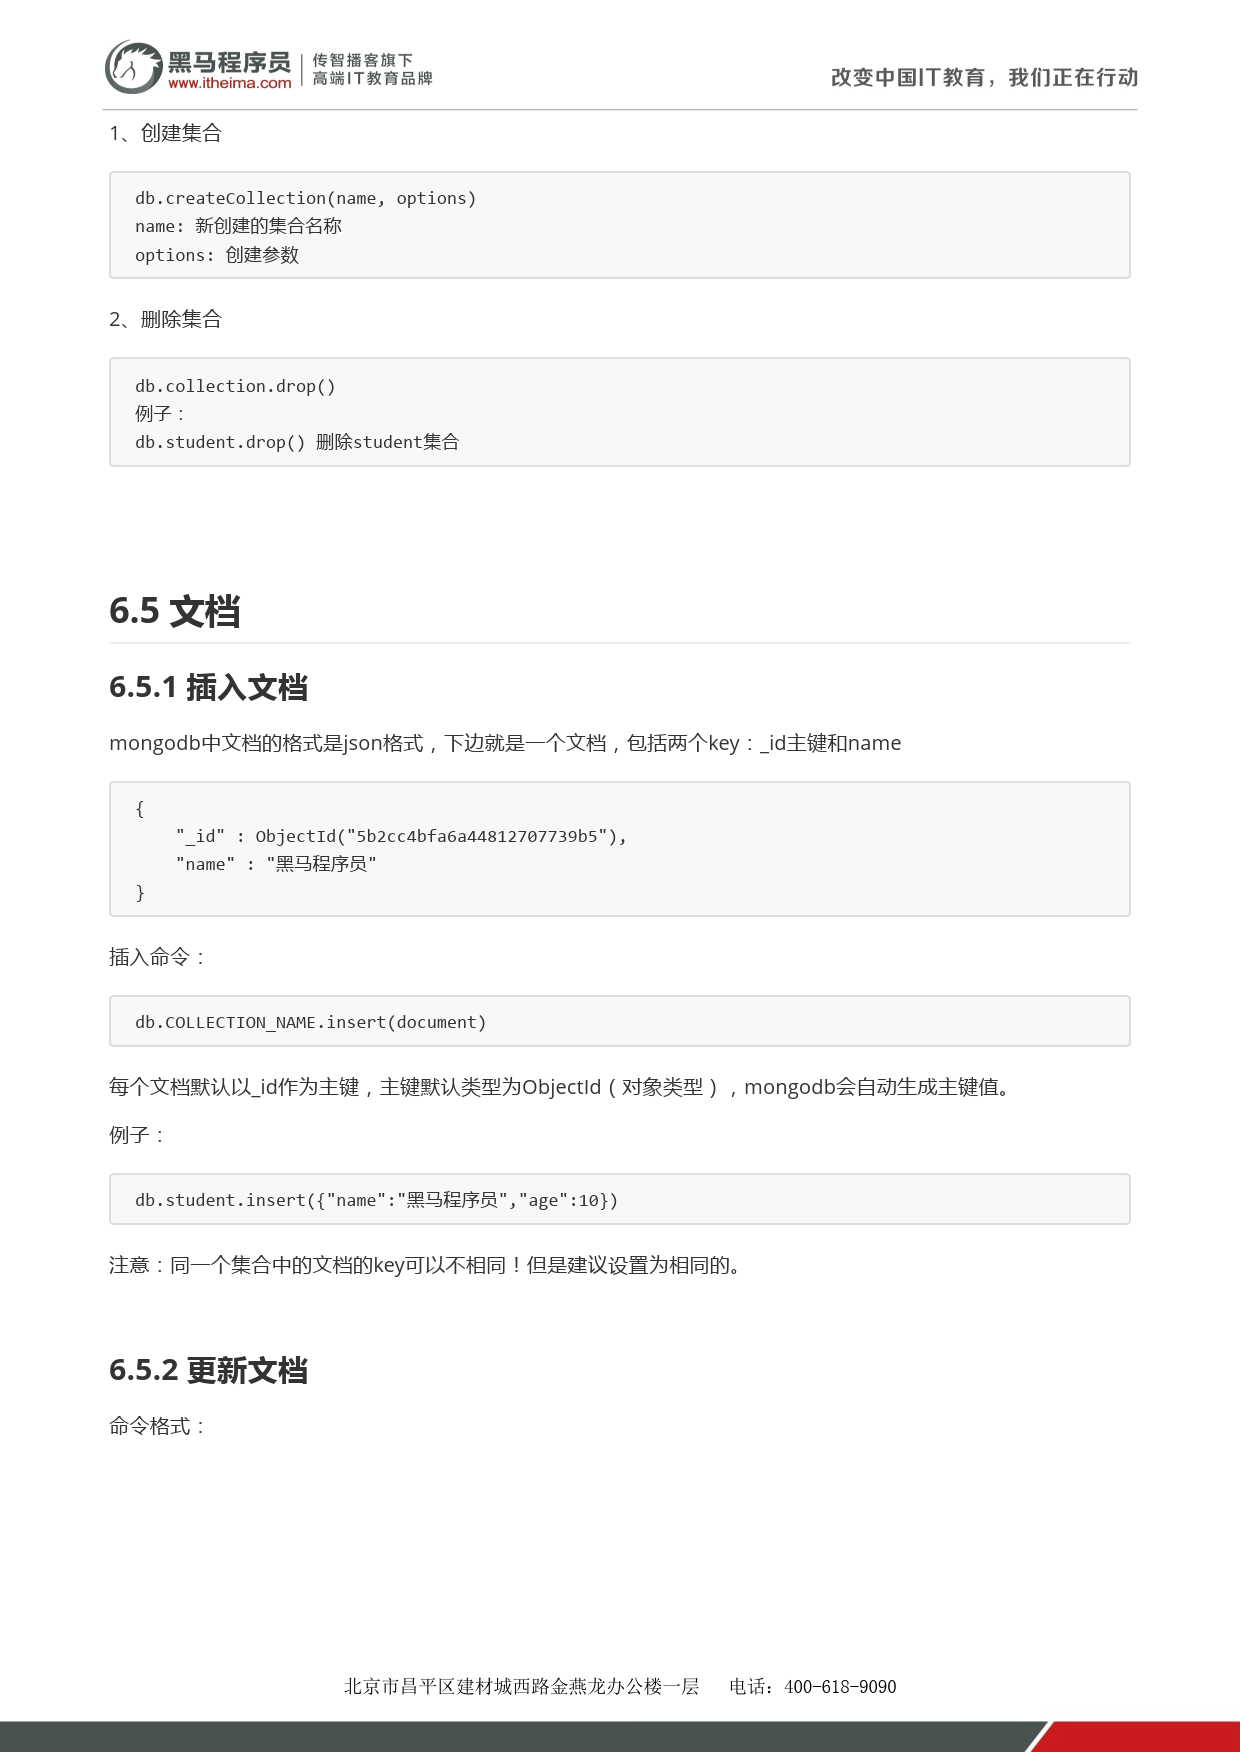 黑马程序员
www.itheima.com
传智播客旗下
高端IT教育品牌
改变中国IT教育，我们正在行动
1、创建集合
db.createCollection(name, options)
name: 新创建的集合名称
options: 创建参数
2、删除集合
db.collection.drop()
例子：
db.student.drop() 删除student集合
6.5 文档
6.5.1 插入文档
mongodb中文档的格式是json格式，下边就是一个文档，包括两个key：_id主键和name
{
    "_id" : ObjectId("5b2cc4bfa6a44812707739b5"),
    "name" : "黑马程序员"
}
插入命令：
db.COLLECTION_NAME.insert(document)
每个文档默认以_id作为主键，主键默认类型为ObjectId（对象类型），mongodb会自动生成主键值。
例子：
db.student.insert({"name":"黑马程序员","age":10})
注意：同一个集合中的文档的key可以不相同！但是建议设置为相同的。
6.5.2 更新文档
命令格式：
北京市昌平区建材城西路金燕龙办公楼一层 电话：400-618-9090